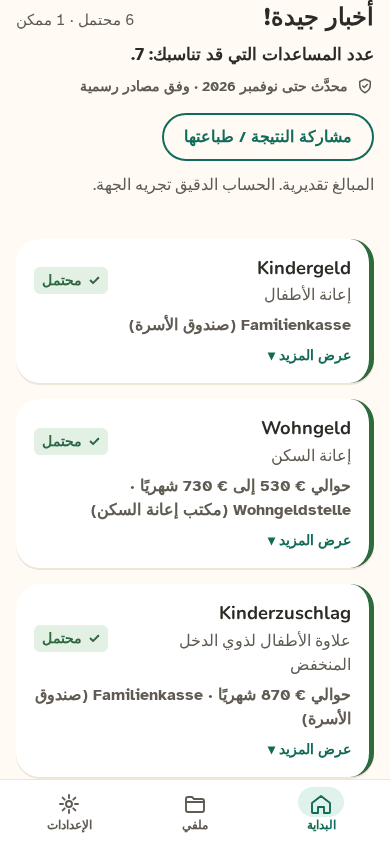 أخبار جيدة!
6 محتمل · 1 ممكن
عدد المساعدات التي قد تناسبك: 7.
محدَّث حتى نوفمبر 2026 · وفق مصادر رسمية
مشاركة النتيجة / طباعتها
المبالغ تقديرية. الحساب الدقيق تجريه الجهة.
Kindergeld
محتمل
إعانة الأطفال
Familienkasse (صندوق الأسرة)
عرض المزيد ▾
Wohngeld
محتمل
إعانة السكن
حوالي € 530 إلى € 730 شهريًا ·
Wohngeldstelle (مكتب إعانة السكن)
عرض المزيد ▾
Kinderzuschlag
محتمل
علاوة الأطفال لذوي الدخل
المنخفض
حوالي € 870 شهريًا · Familienkasse (صندوق
الأسرة)
عرض المزيد ▾
البداية
ملفي
الإعدادات